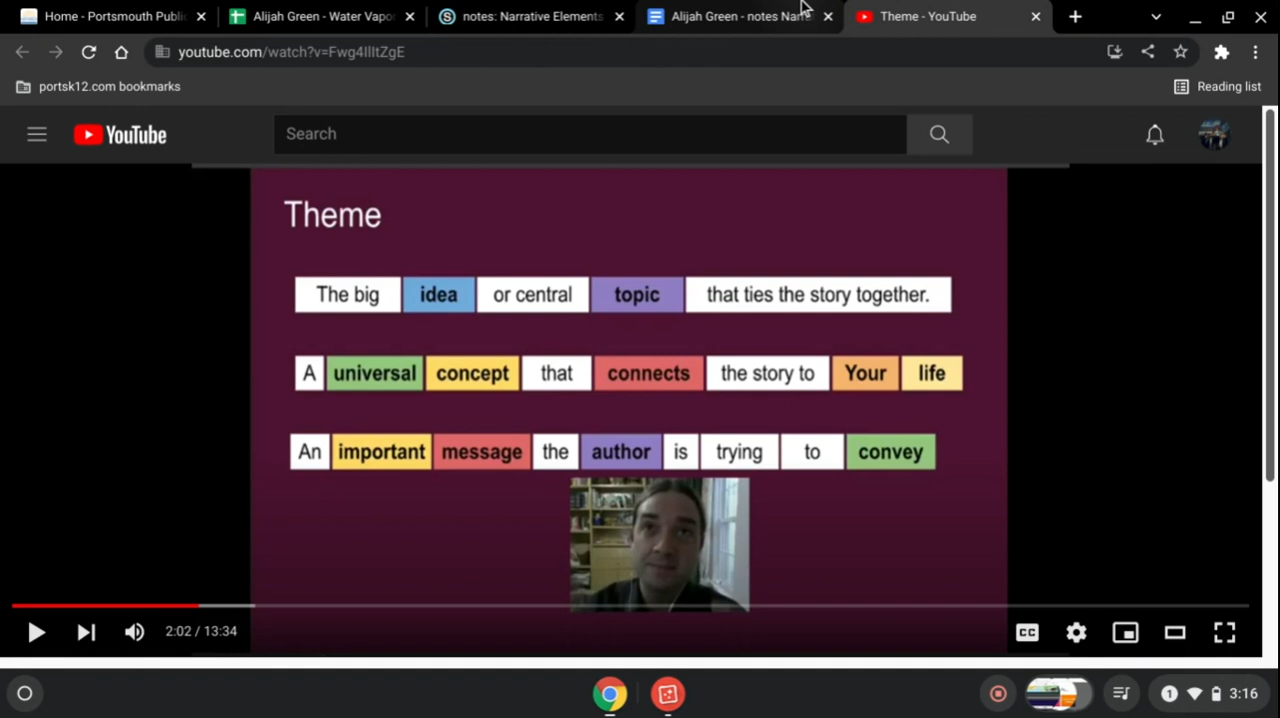 Home - Portsmouth Public
Alijah Green - Water Vapor
notes: Narrative Elements
Alijah Green - notes Narr
Theme - YouTube
youtube.com/watch?v=Fwg4IlItZgE
portsk12.com bookmarks
Reading list
YouTube
Search
Theme
The big idea or central topic that ties the story together.
A universal concept that connects the story to Your life
An important message the author is trying to convey
2:02 / 13:34
CC
1
3:16